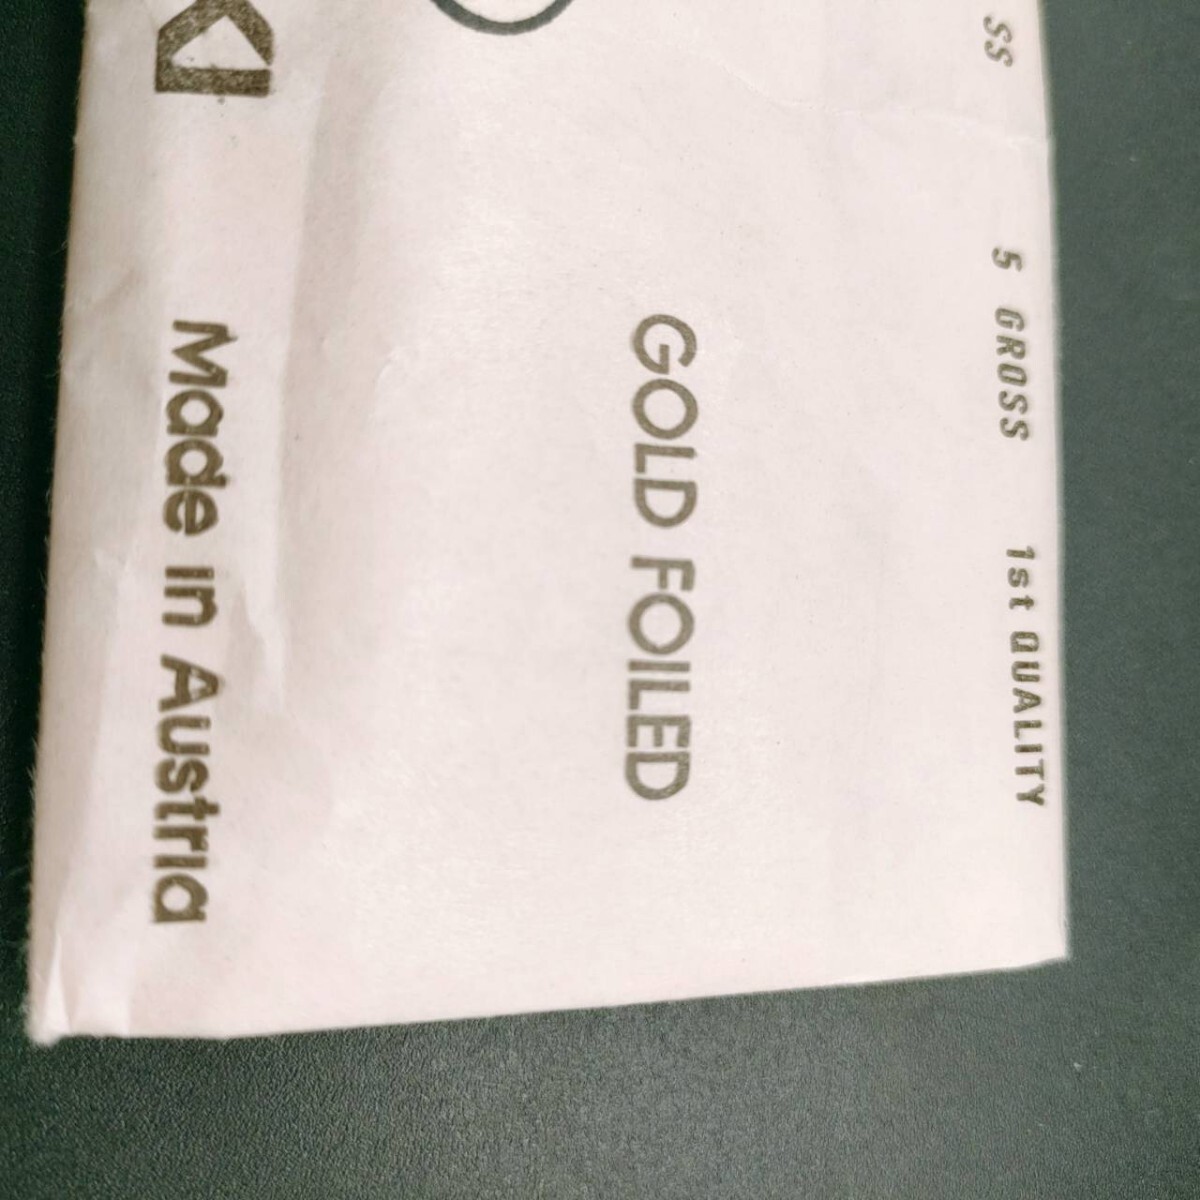 SS 5 GROSS 1st QUALITY
GOLD FOILED
Made in Austria